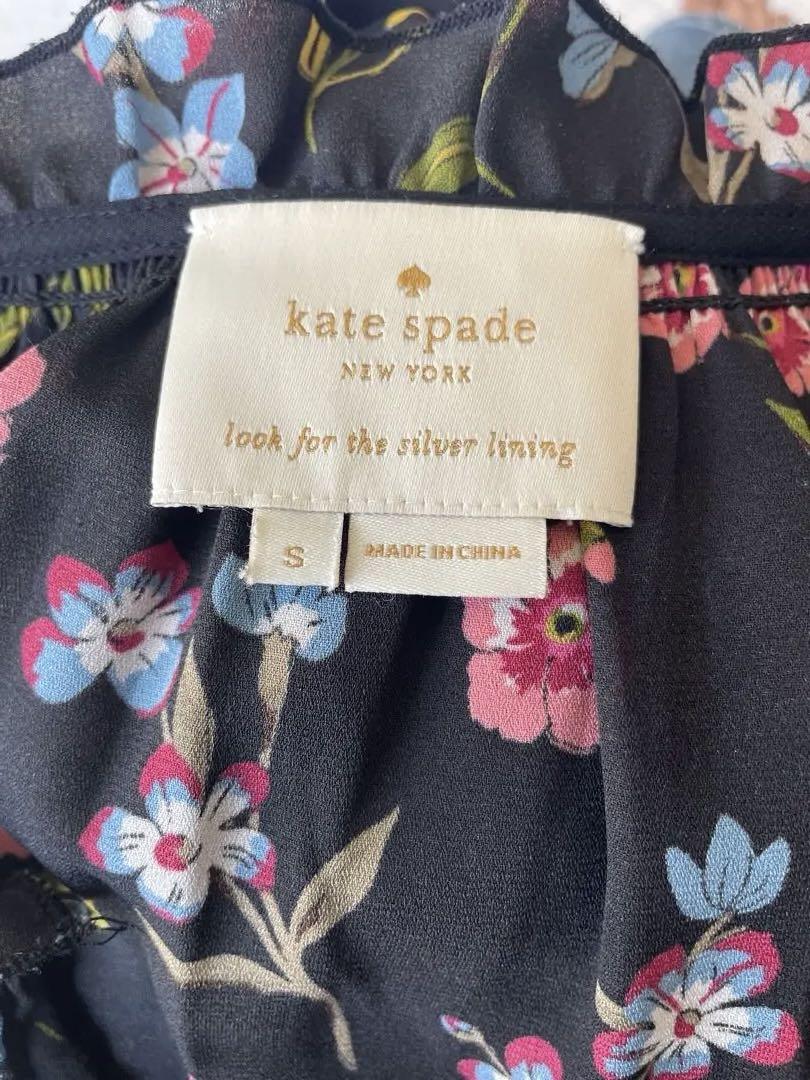 kate spade
NEW YORK
look for the silver lining
S
MADE IN CHINA